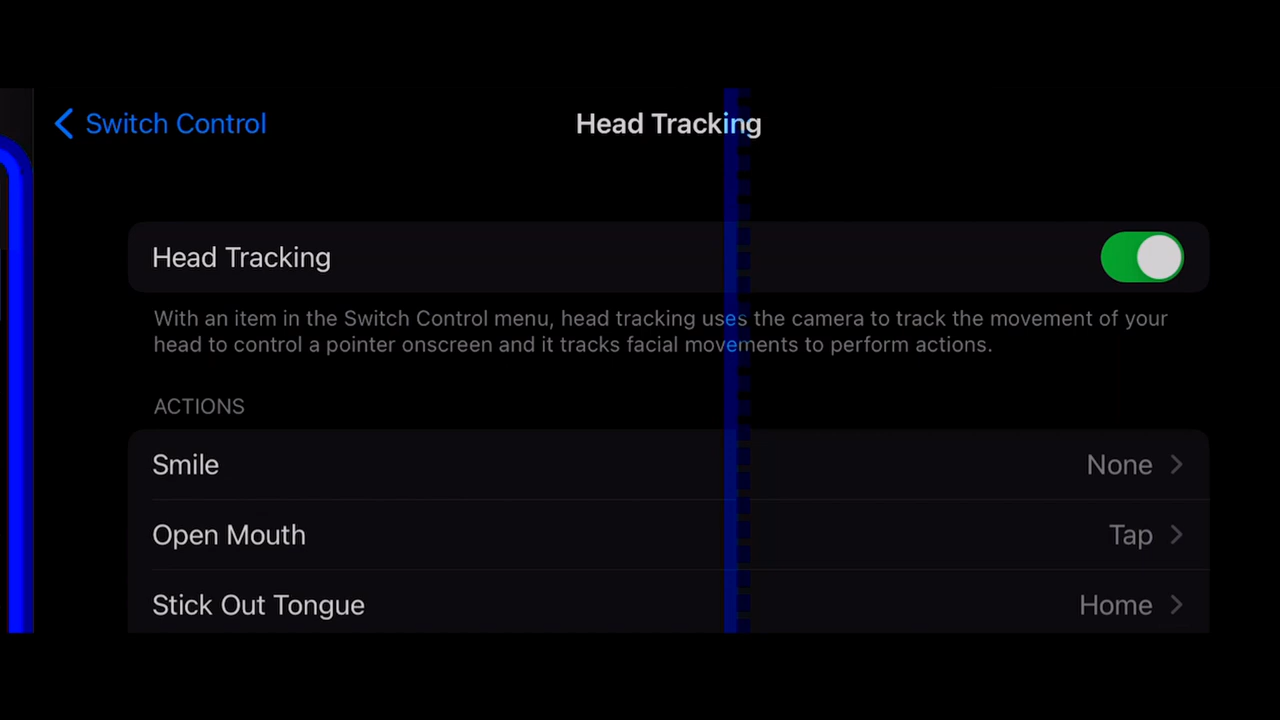 Switch Control
Head Tracking
Head Tracking
With an item in the Switch Control menu, head tracking uses the camera to track the movement of your
head to control a pointer onscreen and it tracks facial movements to perform actions.
ACTIONS
Smile None
Open Mouth Tap
Stick Out Tongue Home